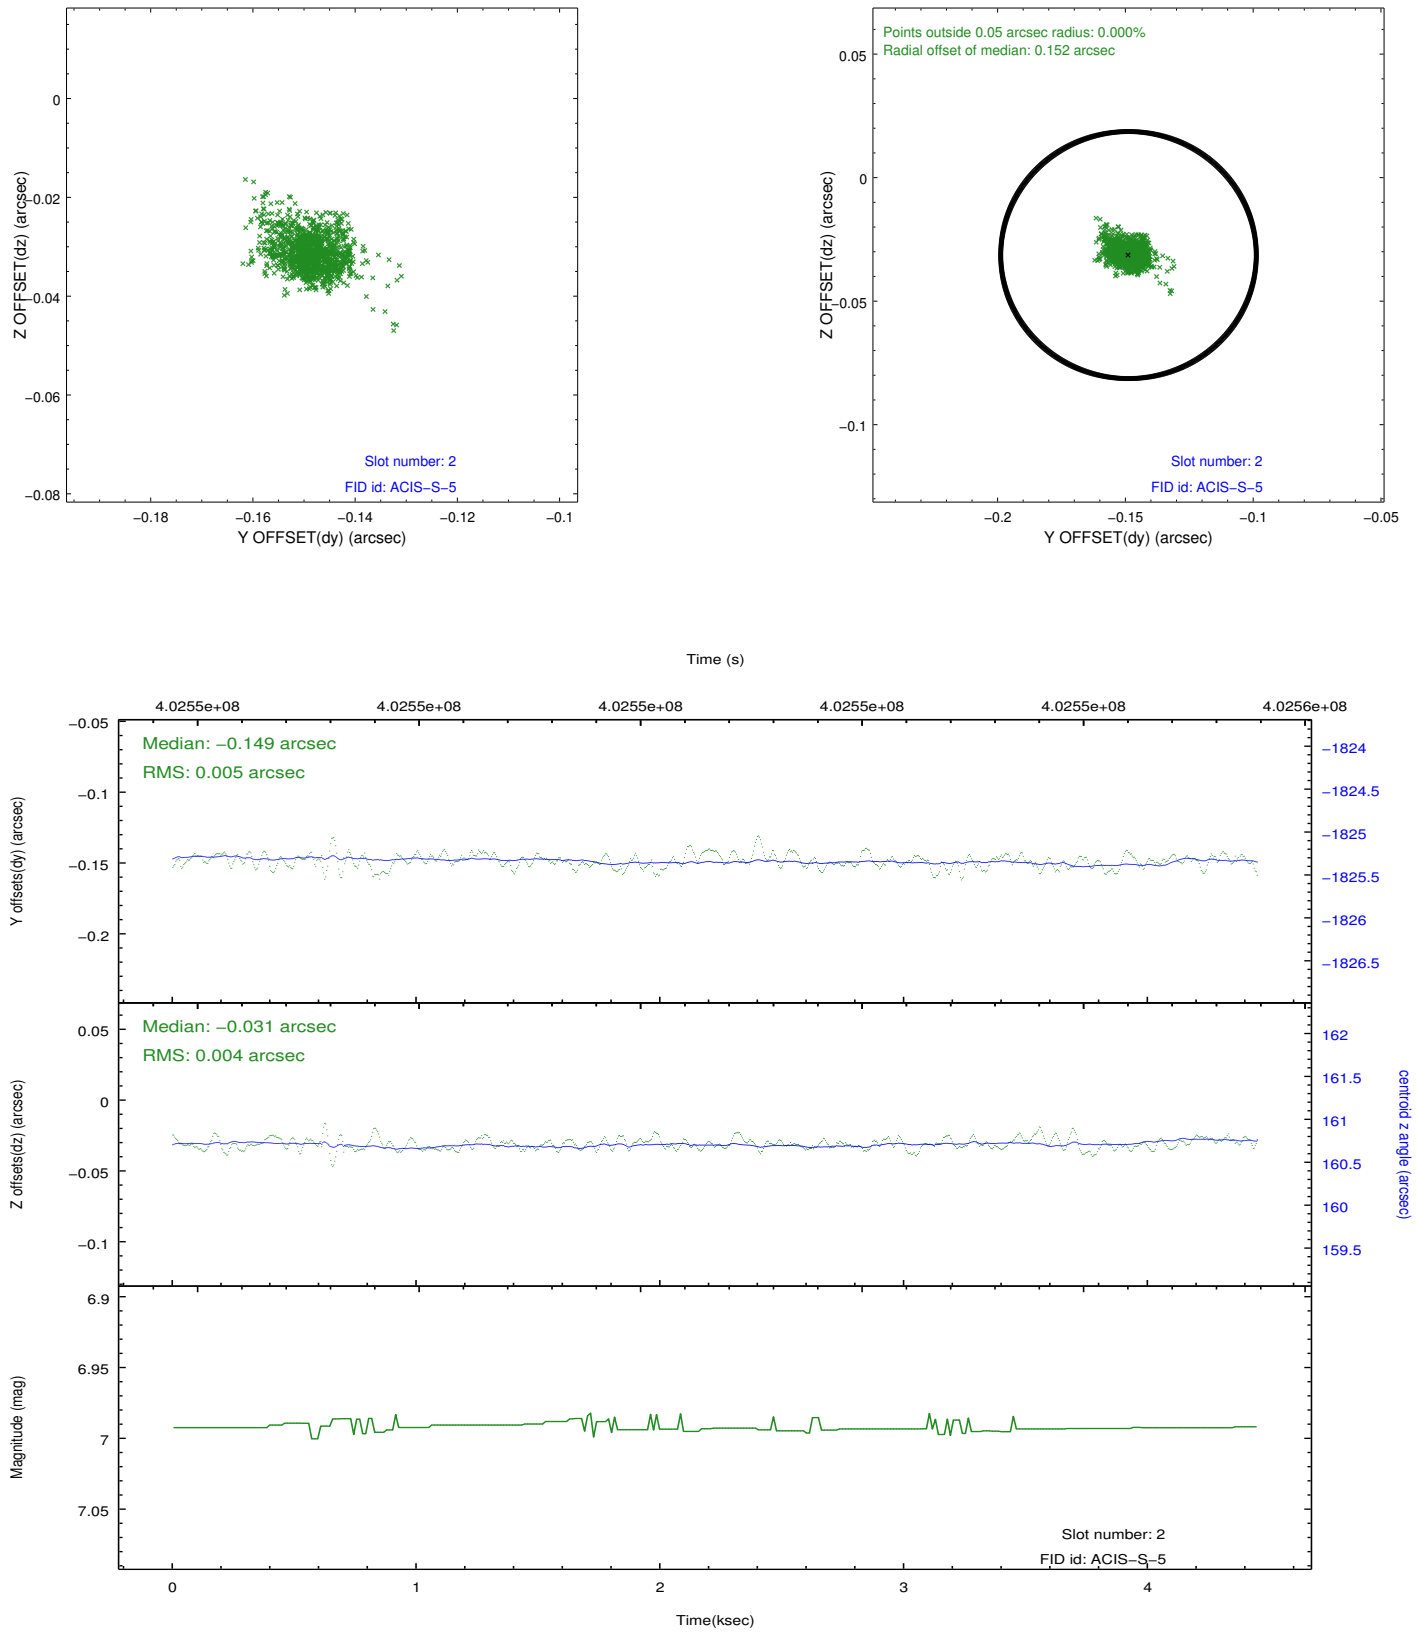 0
−0.02
−0.04
−0.06
−0.08
Z OFFSET(dz) (arcsec)
Slot number: 2
FID id: ACIS−S−5
−0.18
−0.16
−0.14
−0.12
−0.1
Y OFFSET(dy) (arcsec)
Points outside 0.05 arcsec radius: 0.000%
Radial offset of median: 0.152 arcsec
0.05
0
−0.05
−0.1
Z OFFSET(dz) (arcsec)
Slot number: 2
FID id: ACIS−S−5
−0.2
−0.15
−0.1
−0.05
Y OFFSET(dy) (arcsec)
Time (s)
4.0255e+08
4.0255e+08
4.0255e+08
4.0255e+08
4.0255e+08
4.0256e+08
Median: −0.149 arcsec
RMS: 0.005 arcsec
−0.05
−0.1
−0.15
−0.2
Y offsets(dy) (arcsec)
−1824
−1824.5
−1825
−1825.5
−1826
−1826.5
Median: −0.031 arcsec
RMS: 0.004 arcsec
0.05
0
−0.05
−0.1
Z offsets(dz) (arcsec)
162
161.5
161
160.5
160
159.5
centroid z angle (arcsec)
6.9
6.95
7
7.05
Magnitude (mag)
Slot number: 2
FID id: ACIS−S−5
0
1
2
3
4
Time(ksec)